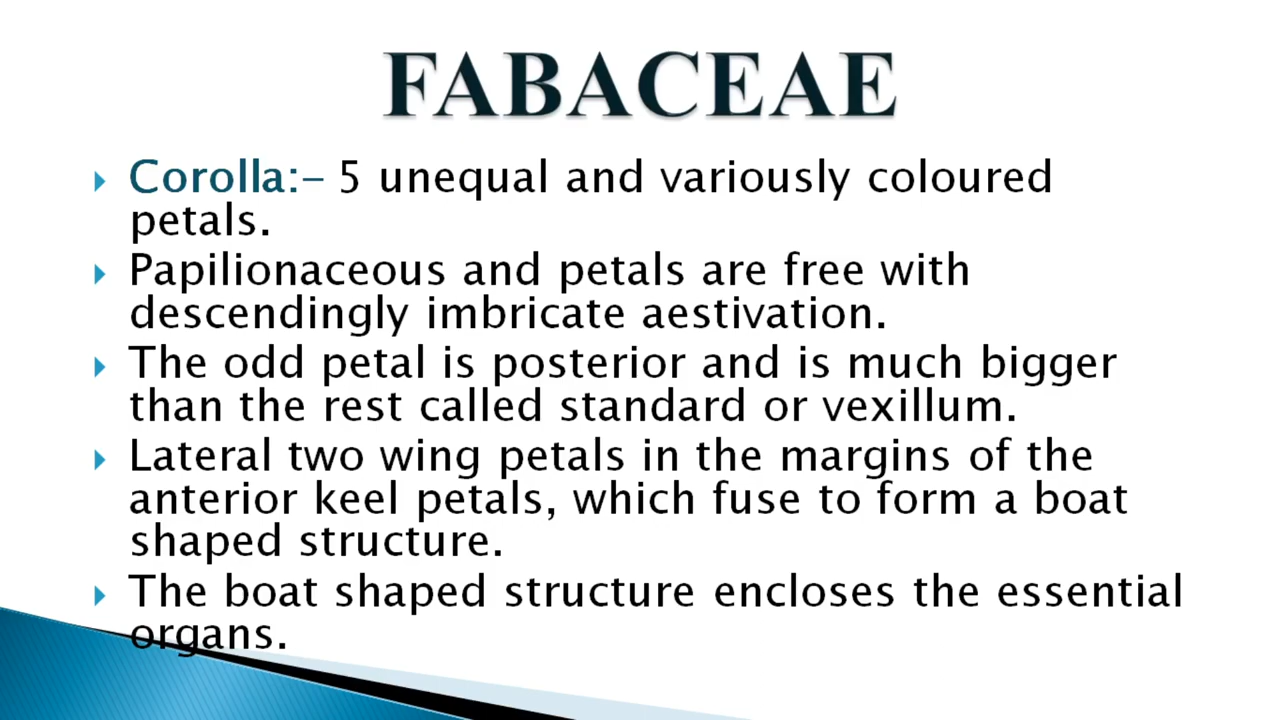 FABACEAE
Corolla:- 5 unequal and variously coloured
petals.
Papilionaceous and petals are free with
descendingly imbricate aestivation.
The odd petal is posterior and is much bigger
than the rest called standard or vexillum.
Lateral two wing petals in the margins of the
anterior keel petals, which fuse to form a boat
shaped structure.
The boat shaped structure encloses the essential
organs.